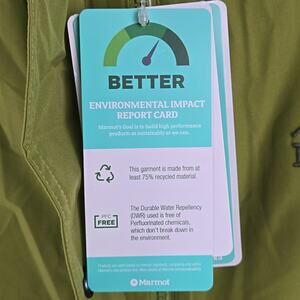 BETTER
ENVIRONMENTAL IMPACT
REPORT CARD
Marmot's Goal is to build high performance
products as sustainably as we can.
This garment is made from at
least 75% recycled material.
The Durable Water Repellency
PFC
(DWR) used is free of
FREE
Perfluorinated chemicals,
which don't break down in
the environment.
Marmot